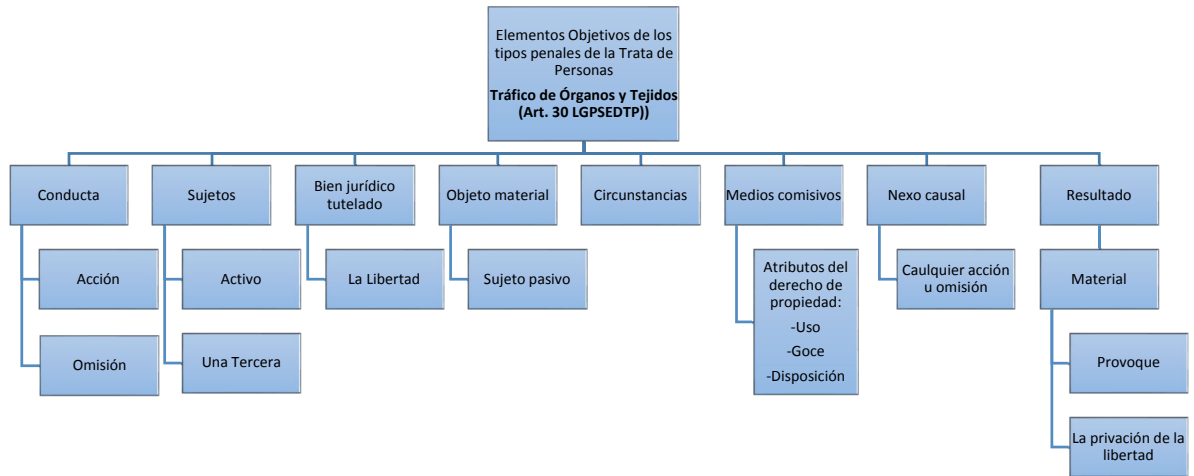 Elementos Objetivos de los
tipos penales de la Trata de
Personas
Tráfico de Órganos y Tejidos
(Art. 30 LGPSEDTP))
Conducta
Sujetos
Bien jurídico
tutelado
Objeto material
Circunstancias
Medios comisivos
Nexo causal
Resultado
Acción
Omisión
Activo
Una Tercera
La Libertad
Sujeto pasivo
Atributos del
derecho de
propiedad:
-Uso
-Goce
-Disposición
Caulquier acción
u omisión
Material
Provoque
La privación de la
libertad